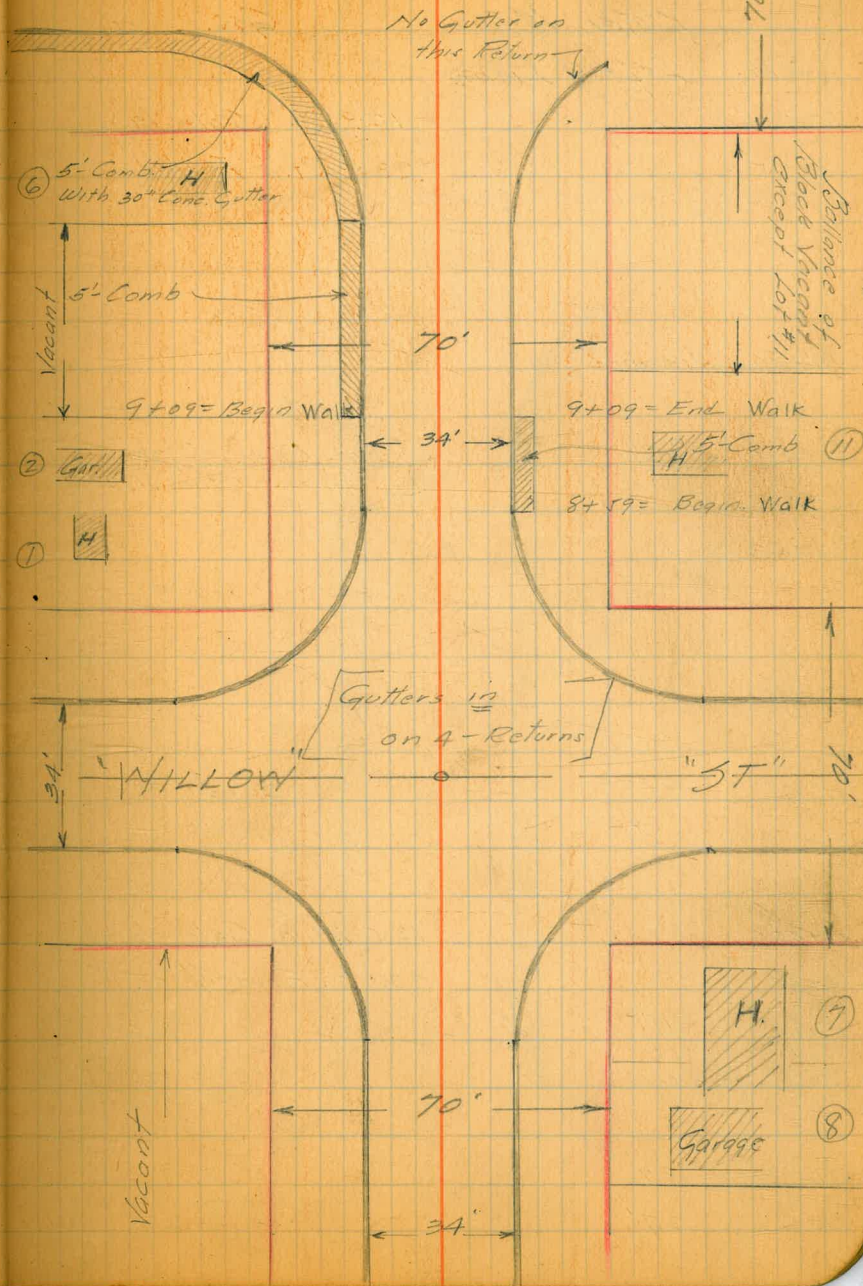 No Gutter on
this Return
Ballance of
Block Vacant
except Lot #11
6
5'-Comb.
H
With 30" Conc. Gutter
Vacant
5'-Comb
70'
9+09= Begin Walk
9+09= End Walk
34'
5'-Comb
H
11
2
Gar.
8+59= Begin Walk
1
H
Gutters in
on 4-Returns
34'
"WILLOW"
"ST"
70'
H.
7
Vacant
70'
Garage
8
34'